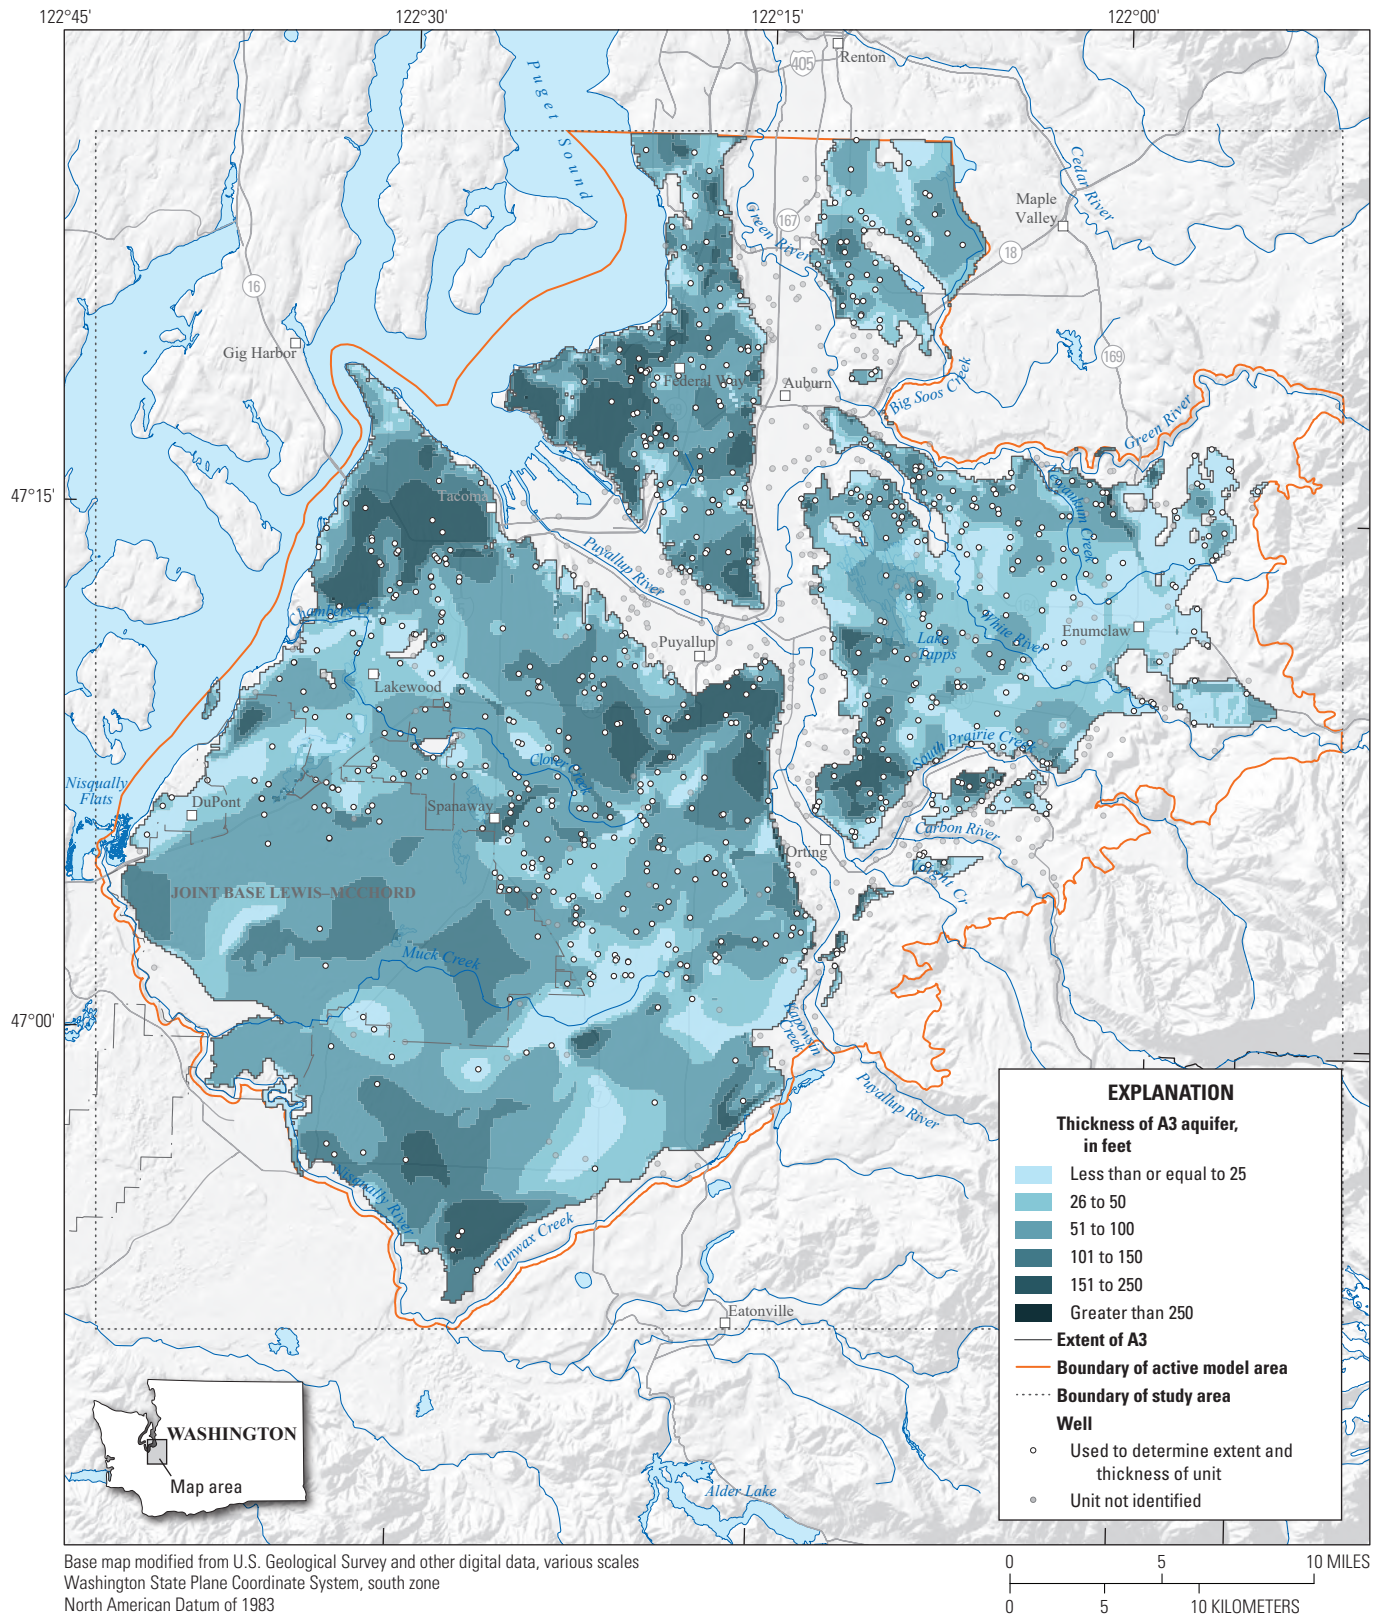 122°45'
122°30'
122°15'
122°00'
Puget Sound
405
Renton
Cedar River
Maple
Valley
167
Green River
18
16
Gig Harbor
169
Federal Way
Auburn
Big Soos Creek
Green River
47°15'
Tacoma
Puyallup River
White River
Lake
Tapps
Enumclaw
Puyallup
Chambers Cr
Lakewood
South Prairie Creek
Clover Creek
Nisqually
Flats
DuPont
Spanaway
Carbon River
Orting
JOINT BASE LEWIS–MCCHORD
Muck Creek
47°00'
Kapowsin
Creek
Puyallup River
Nisqually River
Tanwax Creek
Eatonville
Alder Lake
EXPLANATION
Thickness of A3 aquifer,
in feet
Less than or equal to 25
26 to 50
51 to 100
101 to 150
151 to 250
Greater than 250
Extent of A3
Boundary of active model area
Boundary of study area
Well
Used to determine extent and
thickness of unit
Unit not identified
WASHINGTON
Map area
Base map modified from U.S. Geological Survey and other digital data, various scales
Washington State Plane Coordinate System, south zone
North American Datum of 1983
0 5 10 MILES
0 5 10 KILOMETERS